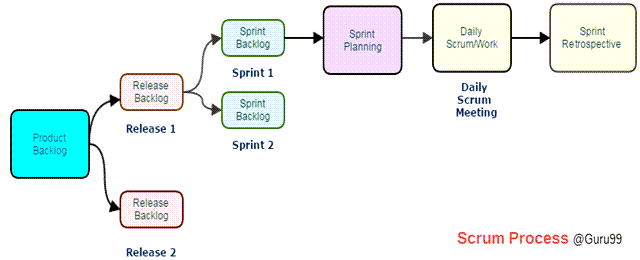 Sprint
Backlog
Sprint 1
Sprint
Planning
Daily
Scrum/Work
Daily
Scrum
Meeting
Sprint
Retrospective
Release
Backlog
Release 1
Sprint
Backlog
Sprint 2
Product
Backlog
Release
Backlog
Release 2
Scrum Process @Guru99